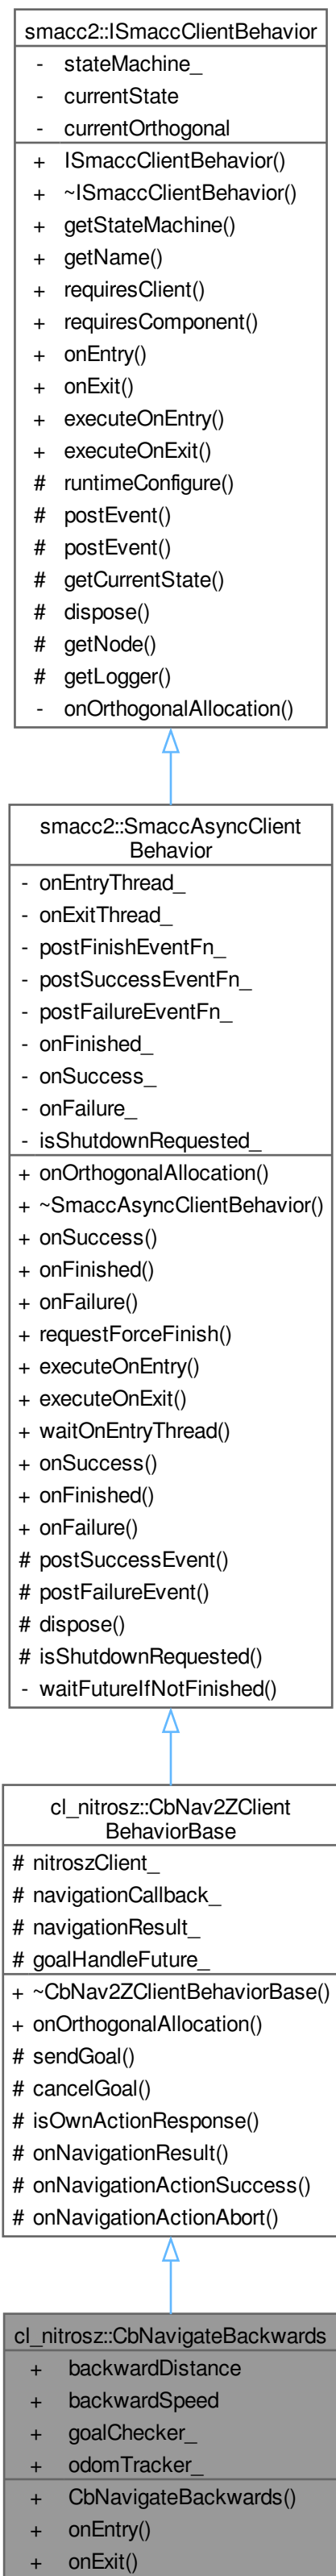 smacc2::ISmaccClientBehavior
- stateMachine_
- currentState
- currentOrthogonal
+ ISmaccClientBehavior()
+ ~ISmaccClientBehavior()
+ getStateMachine()
+ getName()
+ requiresClient()
+ requiresComponent()
+ onEntry()
+ onExit()
+ executeOnEntry()
+ executeOnExit()
# runtimeConfigure()
# postEvent()
# postEvent()
# getCurrentState()
# dispose()
# getNode()
# getLogger()
- onOrthogonalAllocation()
smacc2::SmaccAsyncClient
Behavior
- onEntryThread_
- onExitThread_
- postFinishEventFn_
- postSuccessEventFn_
- postFailureEventFn_
- onFinished_
- onSuccess_
- onFailure_
- isShutdownRequested_
+ onOrthogonalAllocation()
+ ~SmaccAsyncClientBehavior()
+ onSuccess()
+ onFinished()
+ onFailure()
+ requestForceFinish()
+ executeOnEntry()
+ executeOnExit()
+ waitOnEntryThread()
+ onSuccess()
+ onFinished()
+ onFailure()
# postSuccessEvent()
# postFailureEvent()
# dispose()
# isShutdownRequested()
- waitFutureIfNotFinished()
cl_nitrosz::CbNav2ZClient
BehaviorBase
# nitroszClient_
# navigationCallback_
# navigationResult_
# goalHandleFuture_
+ ~CbNav2ZClientBehaviorBase()
+ onOrthogonalAllocation()
# sendGoal()
# cancelGoal()
# isOwnActionResponse()
# onNavigationResult()
# onNavigationActionSuccess()
# onNavigationActionAbort()
cl_nitrosz::CbNavigateBackwards
+ backwardDistance
+ backwardSpeed
+ goalChecker_
+ odomTracker_
+ CbNavigateBackwards()
+ onEntry()
+ onExit()